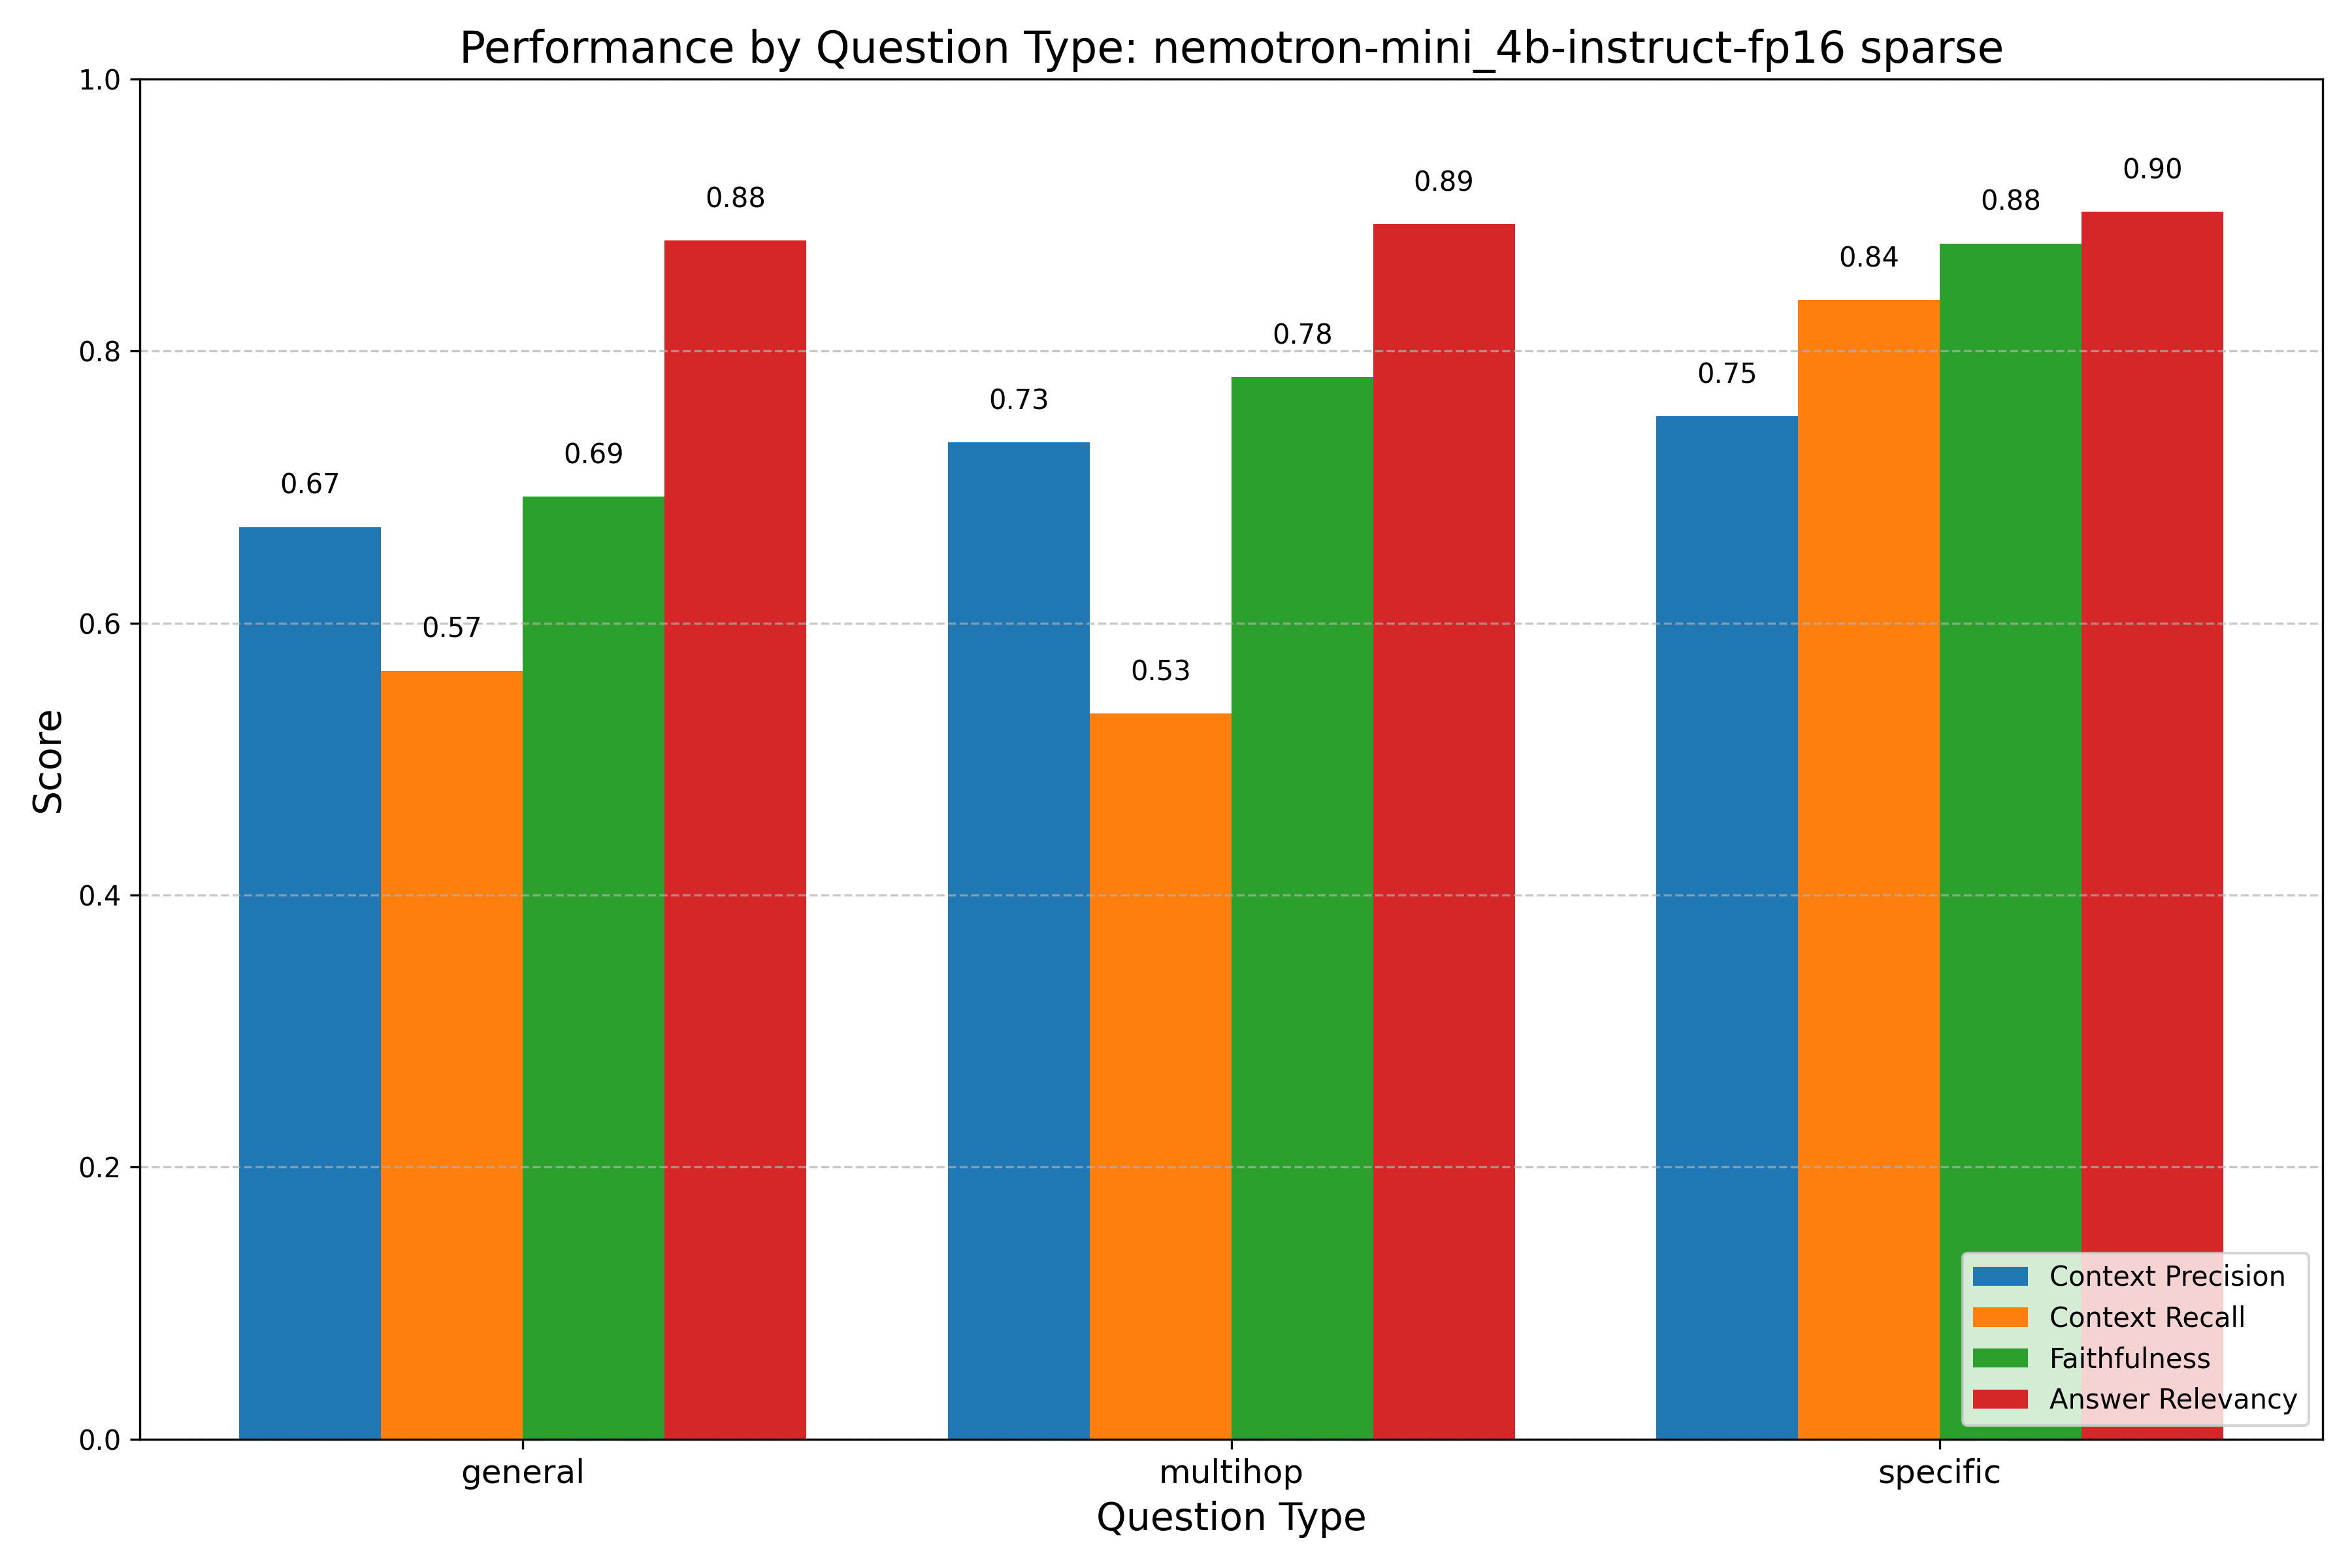 Performance by Question Type: nemotron-mini_4b-instruct-fp16 sparse
1.0
0.8
0.6
0.4
0.2
0.0
Score
0.67
0.57
0.69
0.88
0.73
0.53
0.78
0.89
0.75
0.84
0.88
0.90
Context Precision
Context Recall
Faithfulness
Answer Relevancy
general
multihop
specific
Question Type